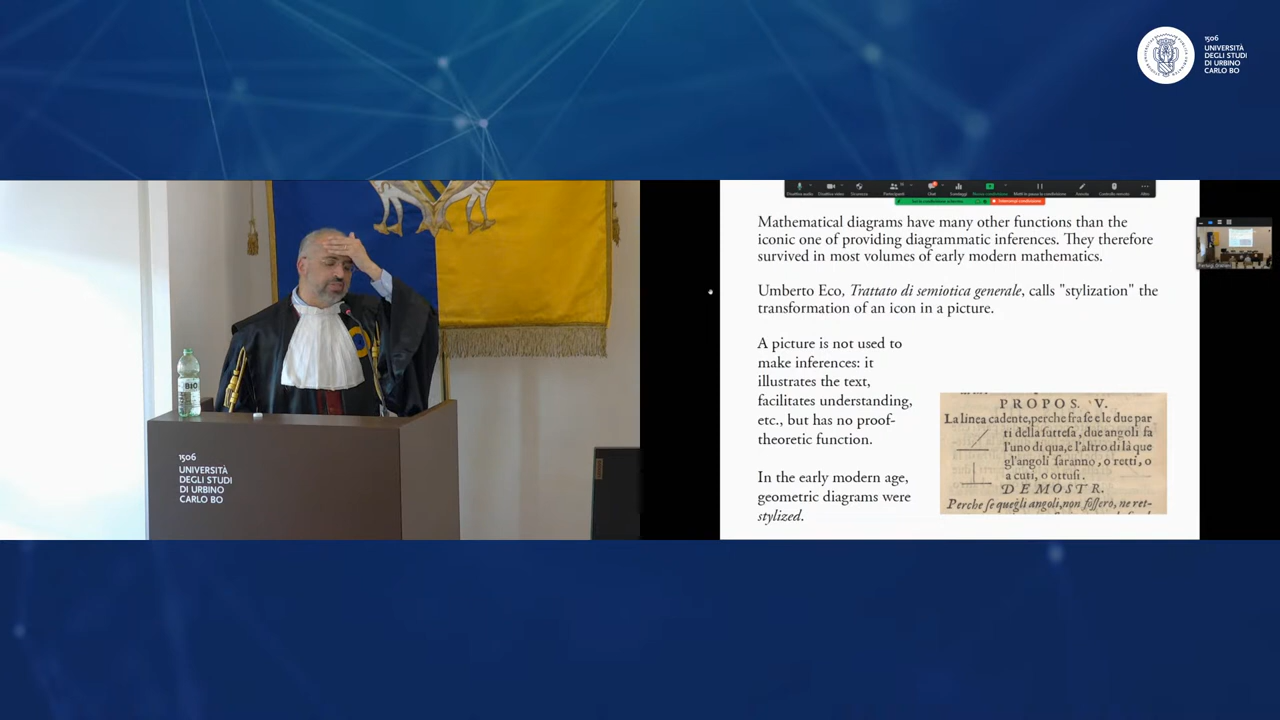 1506
UNIVERSITÀ
DEGLI STUDI
DI URBINO
CARLO BO
BIO
1506
UNIVERSITÀ
DEGLI STUDI
DI URBINO
CARLO BO
Mathematical diagrams have many other functions than the
iconic one of providing diagrammatic inferences. They therefore
survived in most volumes of early modern mathematics.
Umberto Eco, Trattato di semiotica generale, calls "stylization" the
transformation of an icon in a picture.
A picture is not used to
make inferences: it
illustrates the text,
facilitates understanding,
etc., but has no proof-
theoretic function.
In the early modern age,
geometric diagrams were
stylized.
PROPOS. V.
La linea cadente, perche fra se e le due par
ti della sutresa, due angoli fa
l'uno di qua, e l'altro di là que
gl'angoli saranno, o retti, o
acuti, o ottusi.
DEMOSTR.
Perche se quegli angoli, non fossero, ne ret-